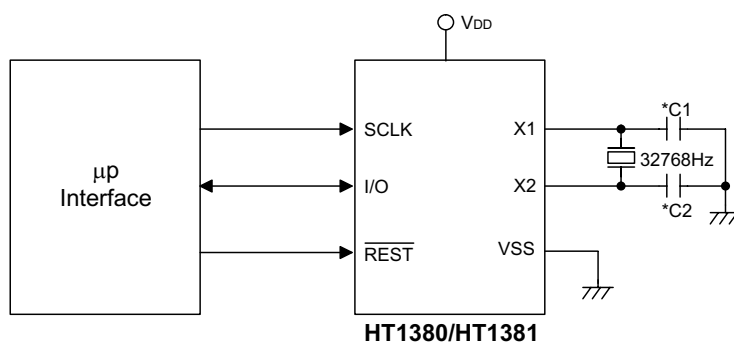 VDD
*C1
SCLK
X1
32768Hz
μp
Interface
I/O
X2
*C2
REST
VSS
HT1380/HT1381